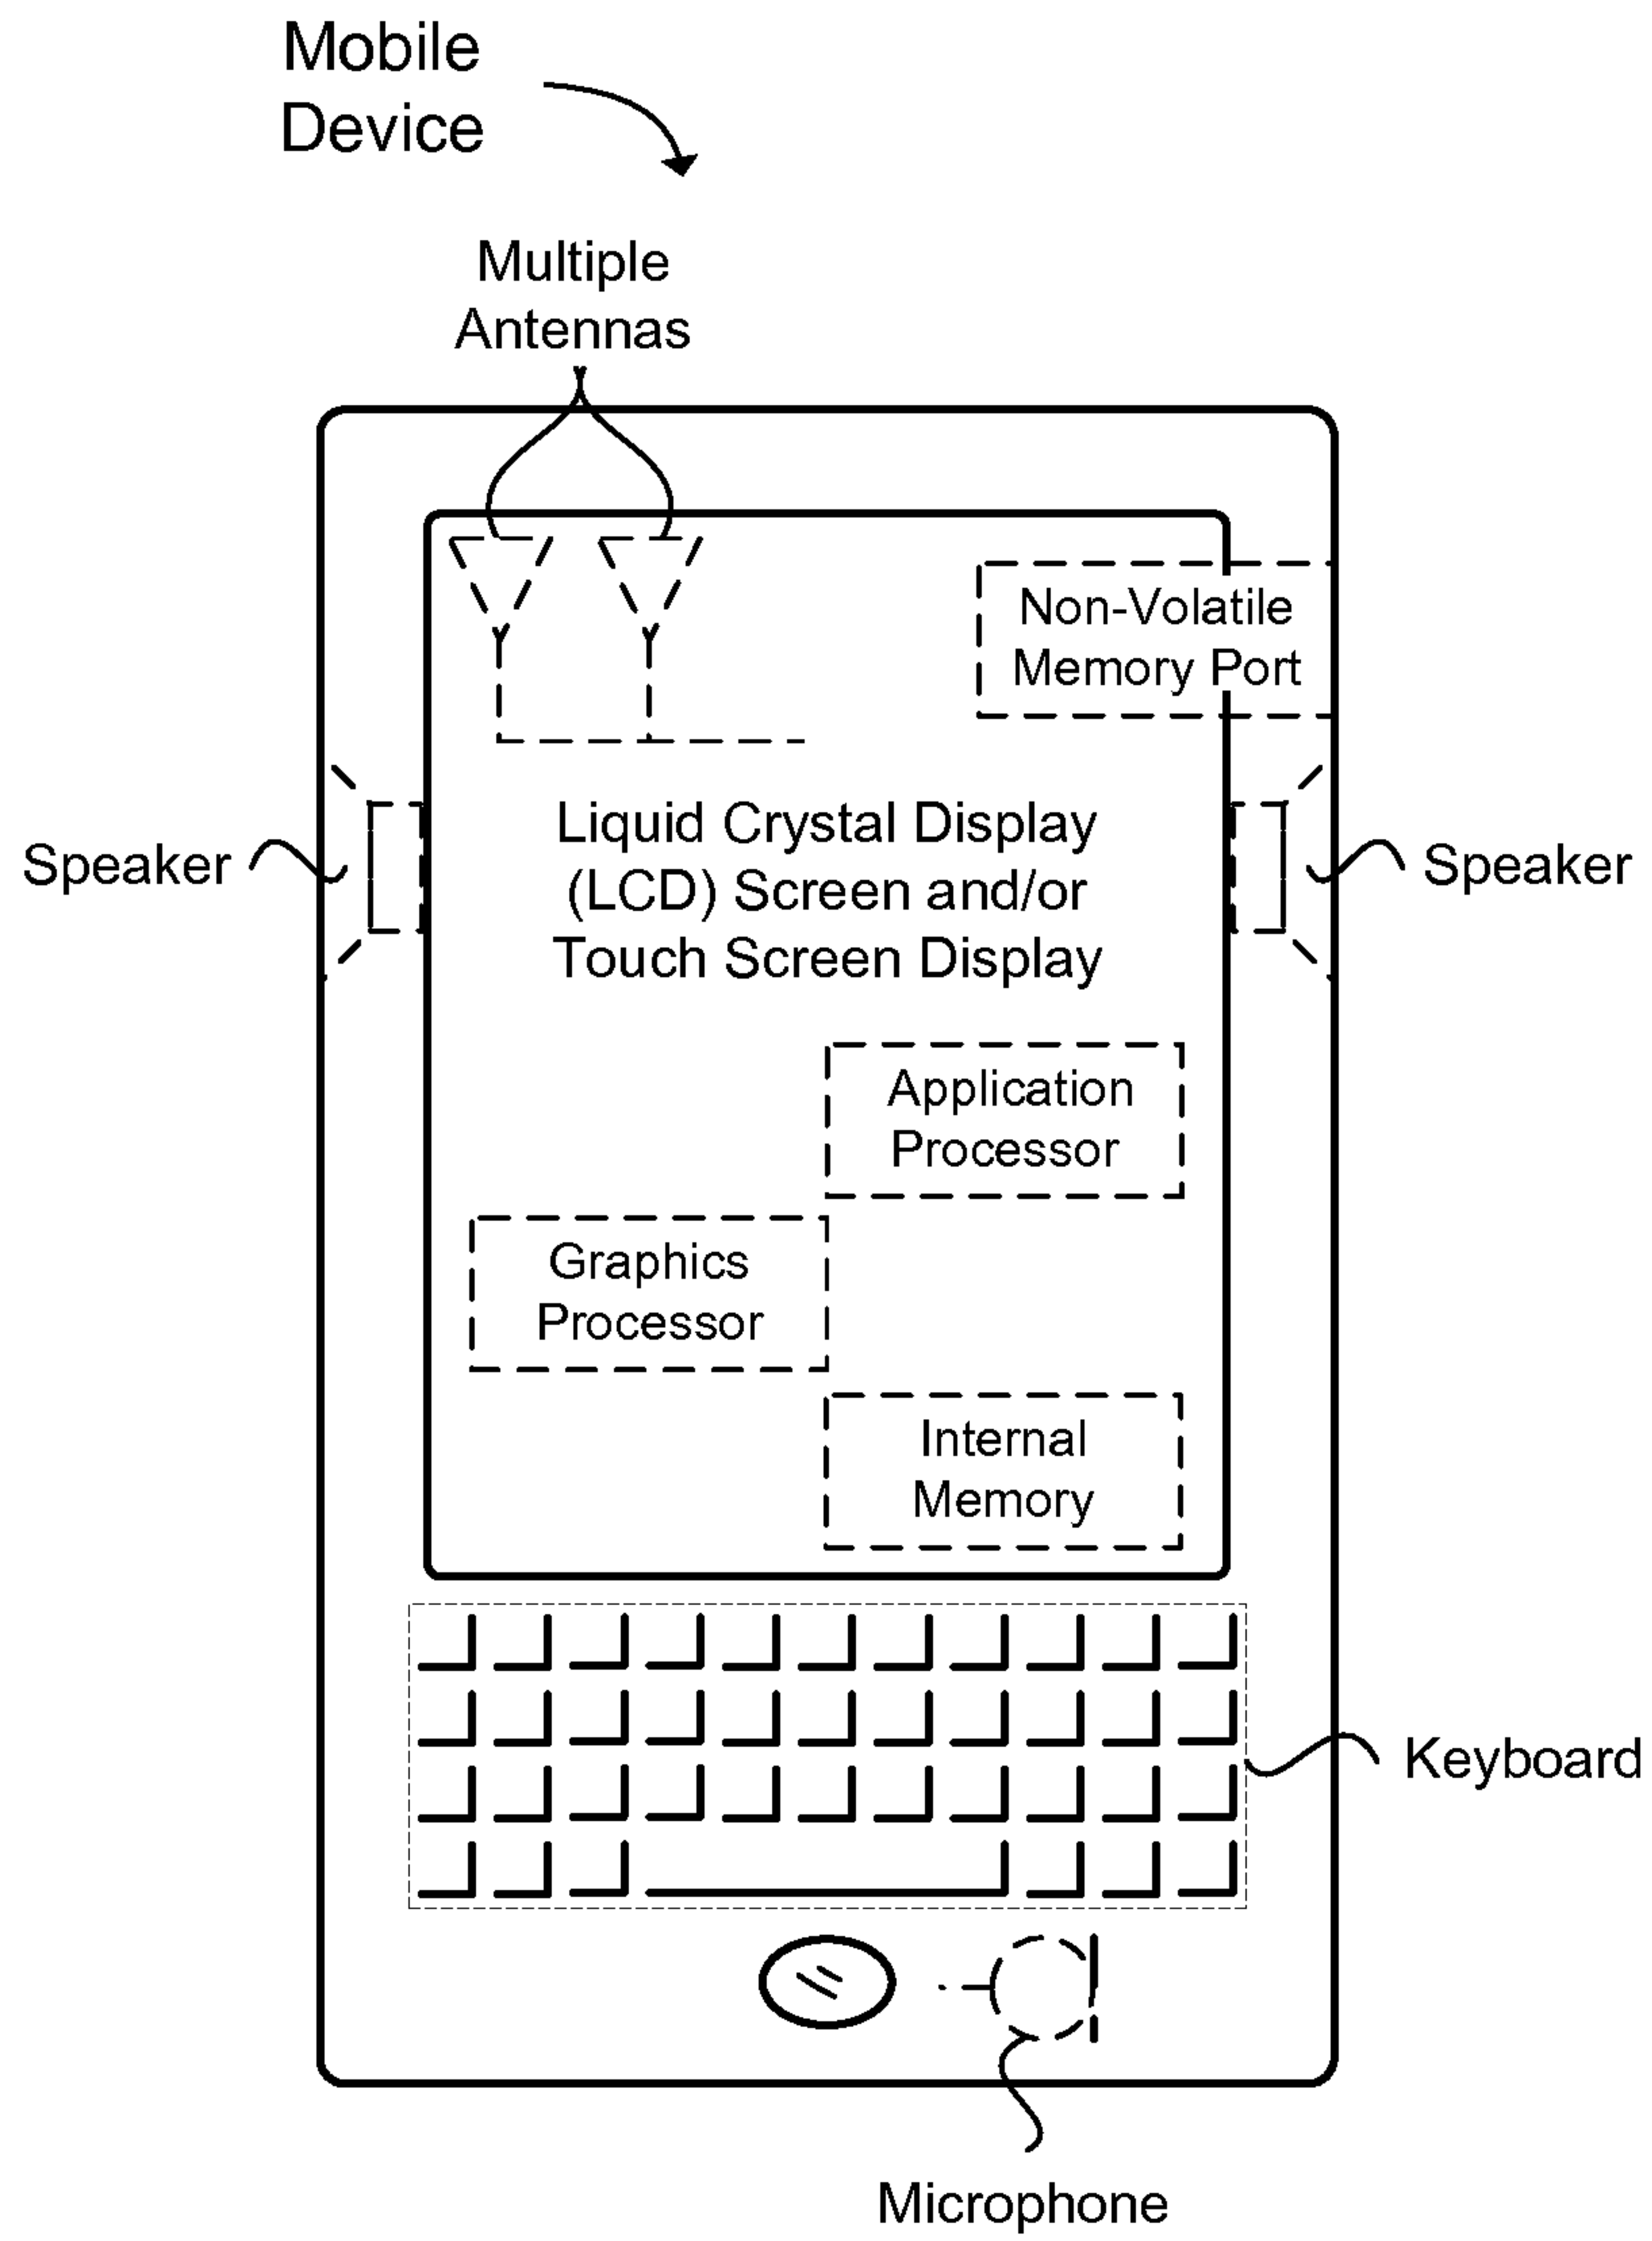 Mobile
Device
Multiple
Antennas
Non-Volatile
Memory Port
Speaker
Liquid Crystal Display
(LCD) Screen and/or
Touch Screen Display
Speaker
Application
Processor
Graphics
Processor
Internal
Memory
Keyboard
Microphone